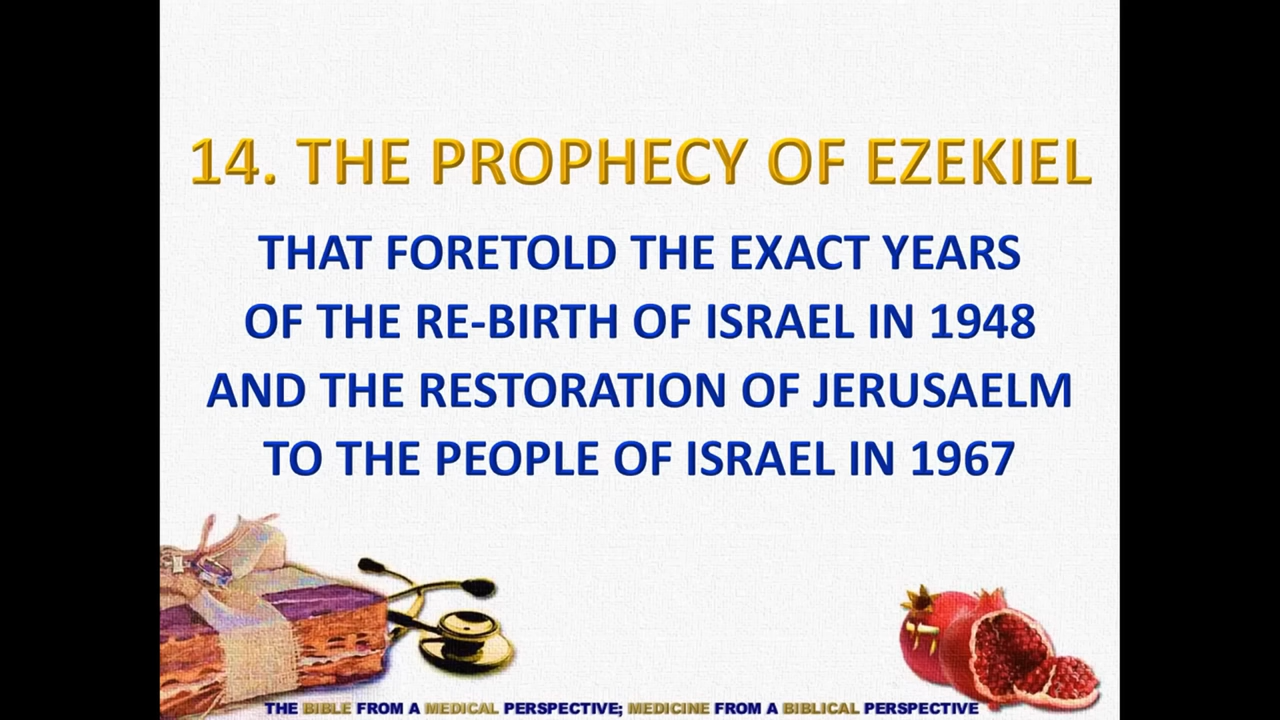 14. THE PROPHECY OF EZEKIEL
THAT FORETOLD THE EXACT YEARS
OF THE RE-BIRTH OF ISRAEL IN 1948
AND THE RESTORATION OF JERUSAELM
TO THE PEOPLE OF ISRAEL IN 1967
THE BIBLE FROM A MEDICAL PERSPECTIVE; MEDICINE FROM A BIBLICAL PERSPECTIVE